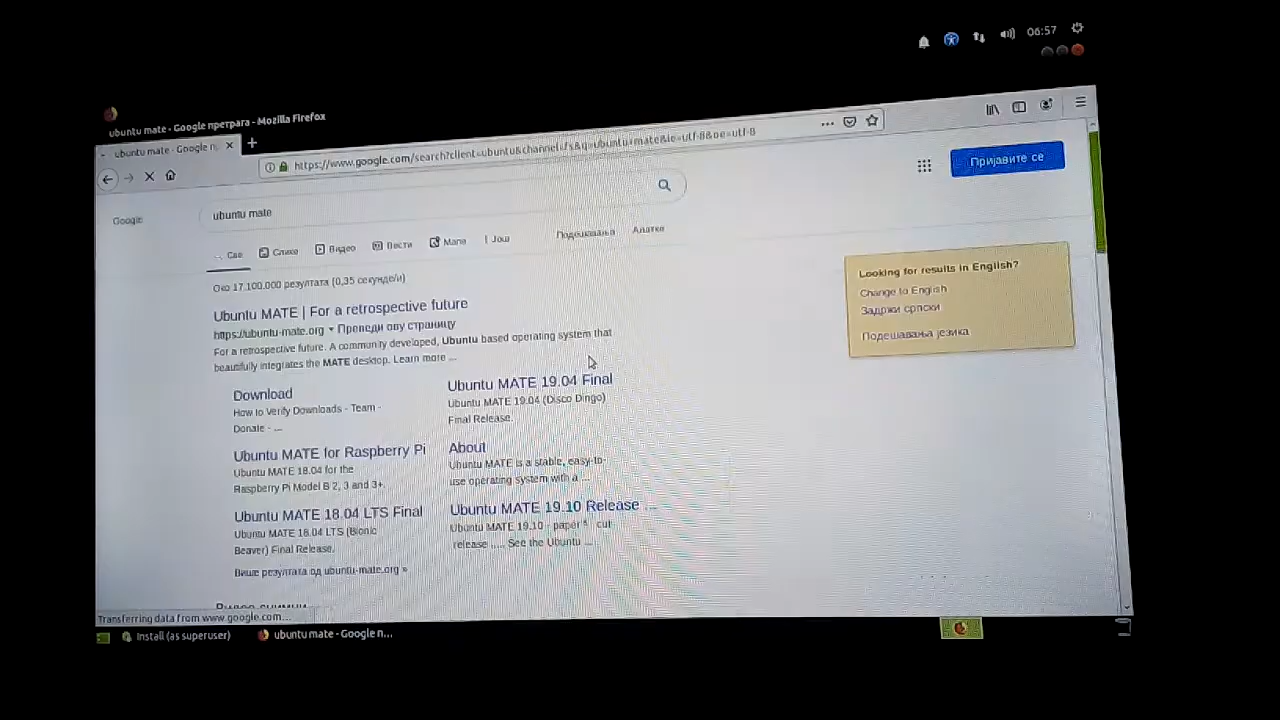 06:57
ubuntu mate - Google претрага - Mozilla Firefox
ubuntu mate - Google п
https://www.google.com/search?client=ubuntu&channel=fs&q=ubuntu+mate&ie=utf-8&oe=utf-8
Google
ubuntu mate
Пријавите се
Све Слике Видео Вести Мапе Још Подешавања Алатке
Око 17.100.000 резултата (0,35 секунде/и)
Looking for results in English?
Change to English
Задржи српски
Подешавања језика
Ubuntu MATE | For a retrospective future
https://ubuntu-mate.org Преведи ову страницу
For a retrospective future. A community developed, Ubuntu based operating system that
beautifully integrates the MATE desktop. Learn more ...
Download
How to Verify Downloads - Team -
Donate - ...
Ubuntu MATE 19.04 Final
Ubuntu MATE 19.04 (Disco Dingo)
Final Release.
Ubuntu MATE for Raspberry Pi
Ubuntu MATE 18.04 for the
Raspberry Pi Model B 2, 3 and 3+.
About
Ubuntu MATE is a stable, easy-to-
use operating system with a ...
Ubuntu MATE 18.04 LTS Final
Ubuntu MATE 18.04 LTS (Bionic
Beaver) Final Release.
Ubuntu MATE 19.10 Release ...
Ubuntu MATE 19.10 - paper cut
release ..... See the Ubuntu ...
Више резултата од ubuntu-mate.org »
Transferring data from www.google.com...
Install (as superuser)
ubuntu mate - Google п...